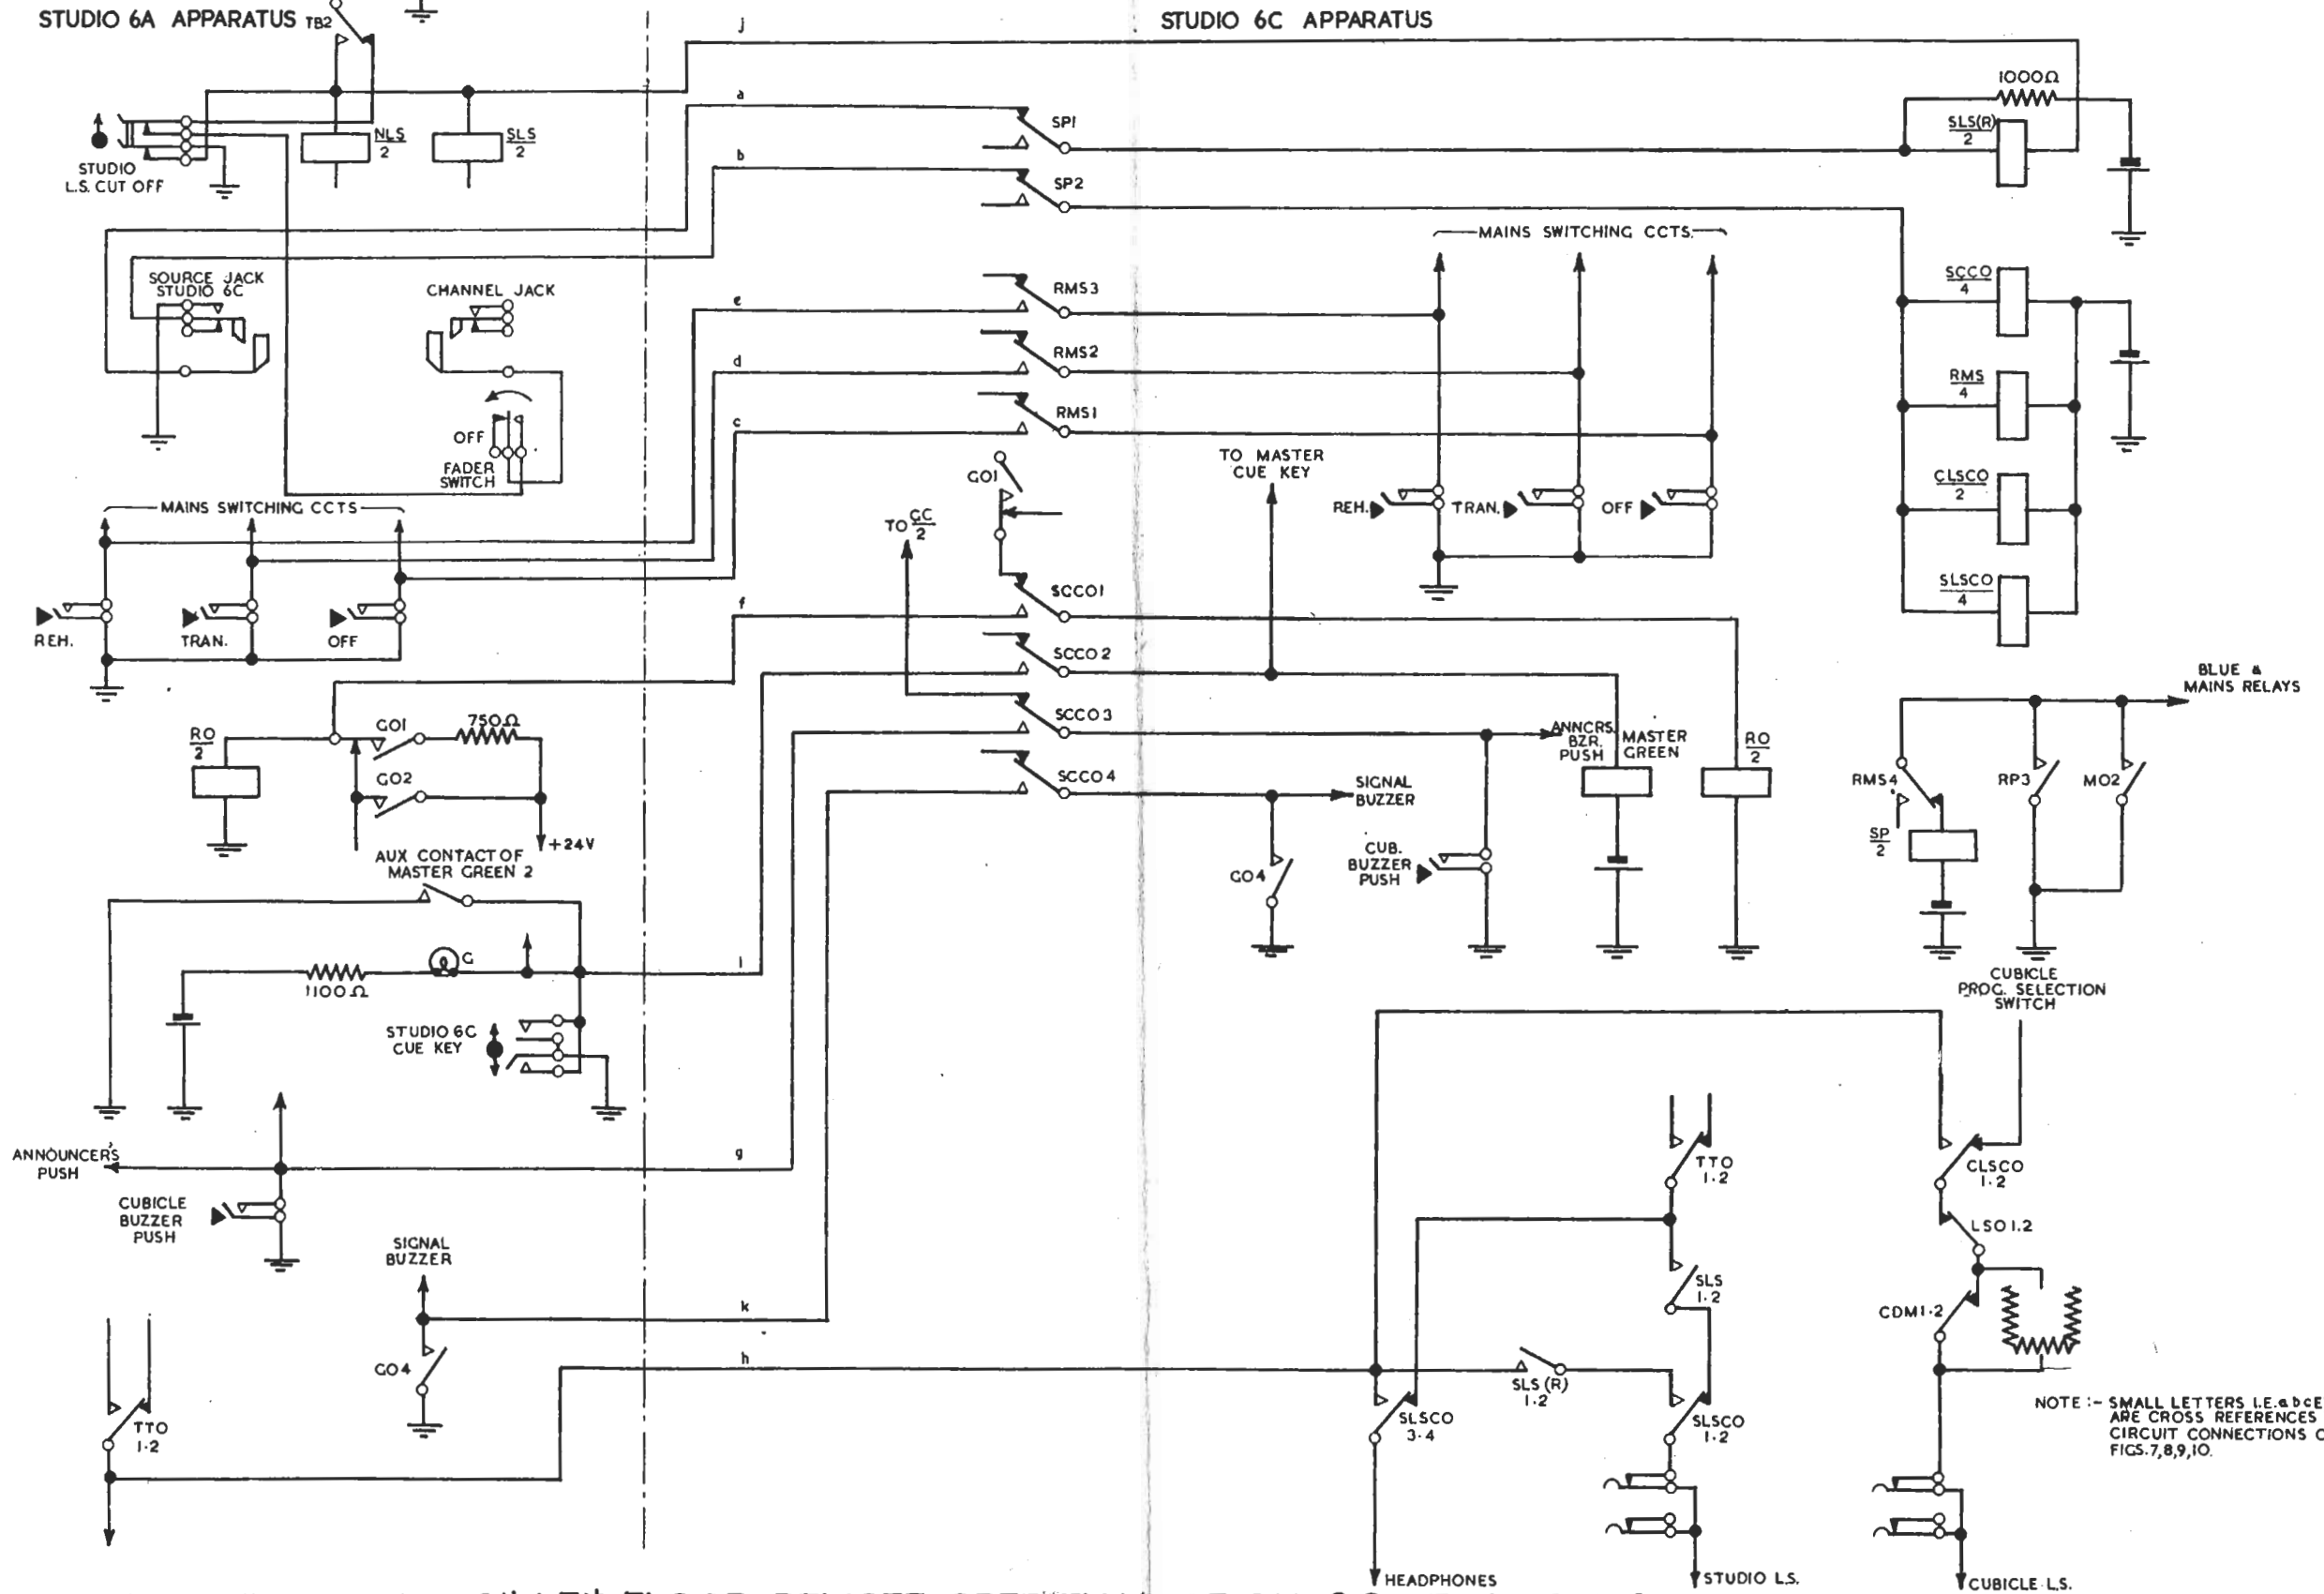 STUDIO 6A APPARATUS
TB2
j
STUDIO 6C APPARATUS
1000Ω
a
SP1
SLS(R)
2
NLS
2
SLS
2
STUDIO
L.S. CUT OFF
b
SP2
MAINS SWITCHING CCTS.
SOURCE JACK
STUDIO 6C
CHANNEL JACK
e
RMS3
SCCO
4
d
RMS2
RMS
4
c
RMS1
OFF
FADER
SWITCH
TO MASTER
CUE KEY
GO1
CLSCO
2
MAINS SWITCHING CCTS
REH.
TRAN.
OFF
TO GC
2
SLSCO
4
f
SCCO1
REH.
TRAN.
OFF
SCCO2
BLUE &
MAINS RELAYS
RO
2
GO1
750Ω
SCCO3
ANNCRS.
BZR.
PUSH
MASTER
GREEN
RO
2
GO2
SCCO4
SIGNAL
BUZZER
RMS4
RP3
MO2
+24V
SP
2
AUX CONTACT OF
MASTER GREEN 2
GO4
CUB.
BUZZER
PUSH
G
1100Ω
CUBICLE
PROG. SELECTION
SWITCH
STUDIO 6C
CUE KEY
ANNOUNCER'S
PUSH
g
TTO
1·2
CLSCO
1·2
CUBICLE
BUZZER
PUSH
LSO1.2
SIGNAL
BUZZER
SLS
1·2
k
CDM1·2
GO4
h
SLS(R)
1·2
SLSCO
3·4
SLSCO
1·2
TTO
1·2
NOTE:- SMALL LETTERS I.E. a b c E
ARE CROSS REFERENCES
CIRCUIT CONNECTIONS
FIGS.7,8,9,10.
HEADPHONES
STUDIO L.S.
CUBICLE L.S.